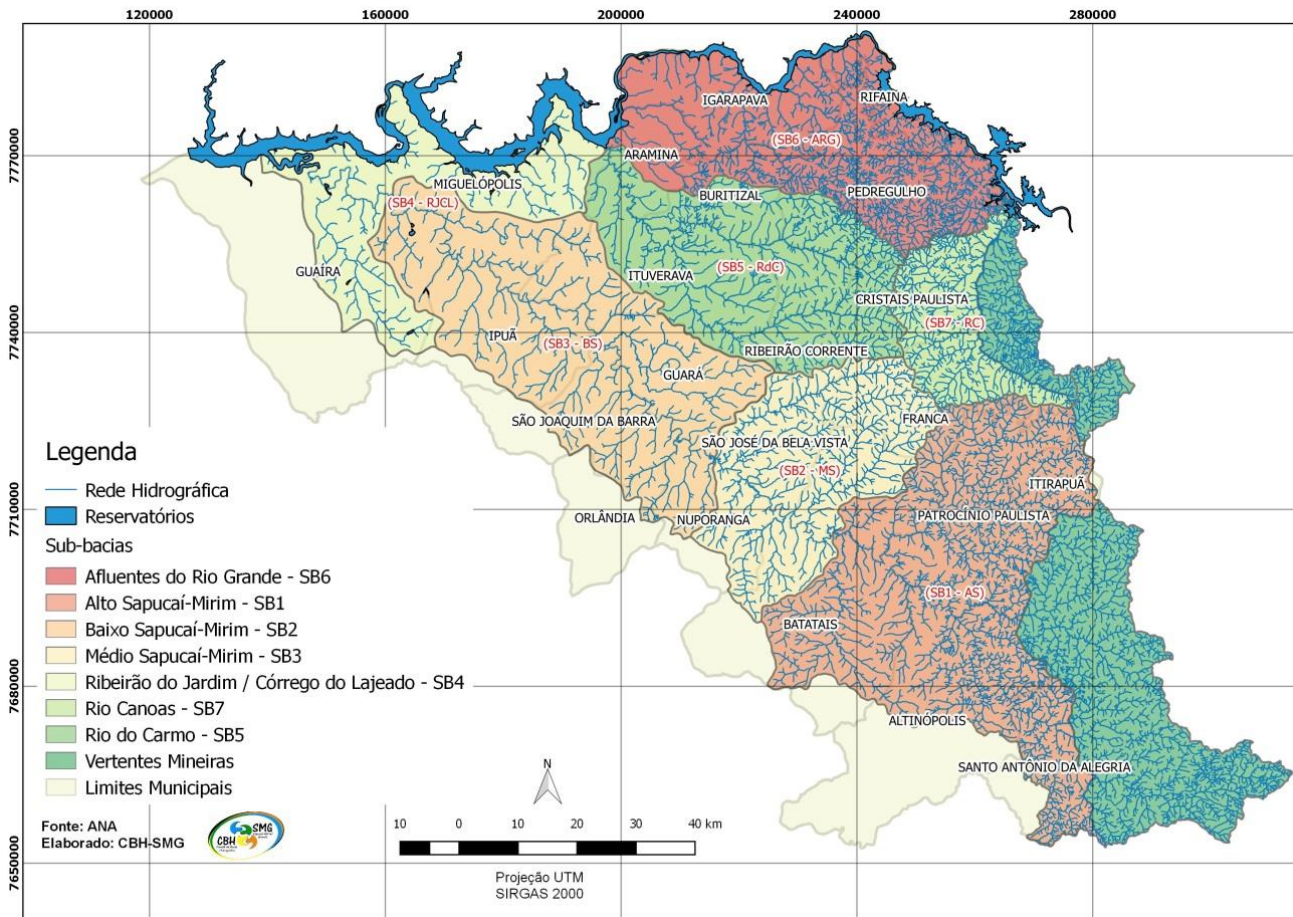 120000
160000
200000
240000
280000
7770000
7740000
7710000
7680000
7650000
IGARAPAVA
RIFAINA
(SB6 - ARG)
ARAMINA
MIGUELÓPOLIS
BURITIZAL
PEDREGULHO
(SB4 - RJCL)
GUAÍRA
ITUVERAVA
(SB5 - RdC)
CRISTAIS PAULISTA
(SB7 - RC)
IPUÃ
(SB3 - BS)
RIBEIRÃO CORRENTE
GUARÁ
SÃO JOAQUIM DA BARRA
FRANCA
SÃO JOSÉ DA BELA VISTA
(SB2 - MS)
ITIRAPUÃ
ORLÂNDIA
NUPORANGA
PATROCÍNIO PAULISTA
(SB1 - AS)
BATATAIS
ALTINÓPOLIS
SANTO ANTÔNIO DA ALEGRIA
Legenda
Rede Hidrográfica
Reservatórios
Sub-bacias
Afluentes do Rio Grande - SB6
Alto Sapucaí-Mirim - SB1
Baixo Sapucaí-Mirim - SB2
Médio Sapucaí-Mirim - SB3
Ribeirão do Jardim / Córrego do Lajeado - SB4
Rio Canoas - SB7
Rio do Carmo - SB5
Vertentes Mineiras
Limites Municipais
Fonte: ANA
Elaborado: CBH-SMG
CBH
SMG
N
10 0 10 20 30 40 km
Projeção UTM
SIRGAS 2000